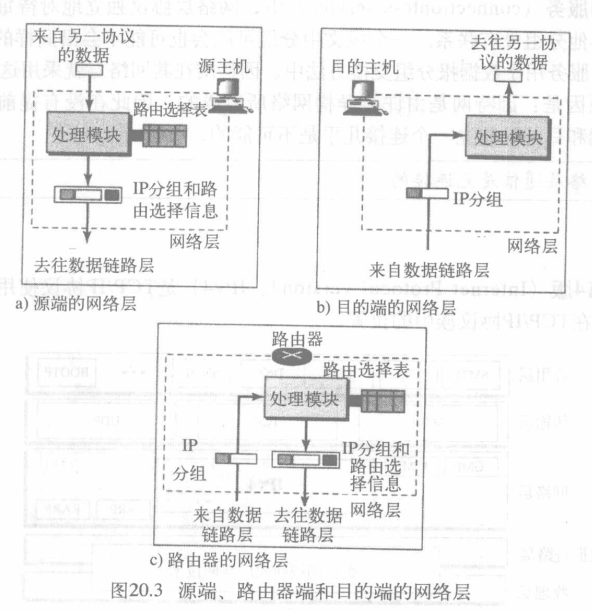 来自另一协议
的数据
源主机
路由选择表
处理模块
IP分组和路
由选择信息
网络层
去往数据链路层
a) 源端的网络层
去往另一协
议的数据
目的主机
处理模块
IP分组
网络层
来自数据链路层
b) 目的端的网络层
路由器
路由选择表
处理模块
IP
分组
IP分组和
路由选
择信息
网络层
来自数据
链路层
去往数据
链路层
c) 路由器的网络层
图20.3 源端、路由器端和目的端的网络层